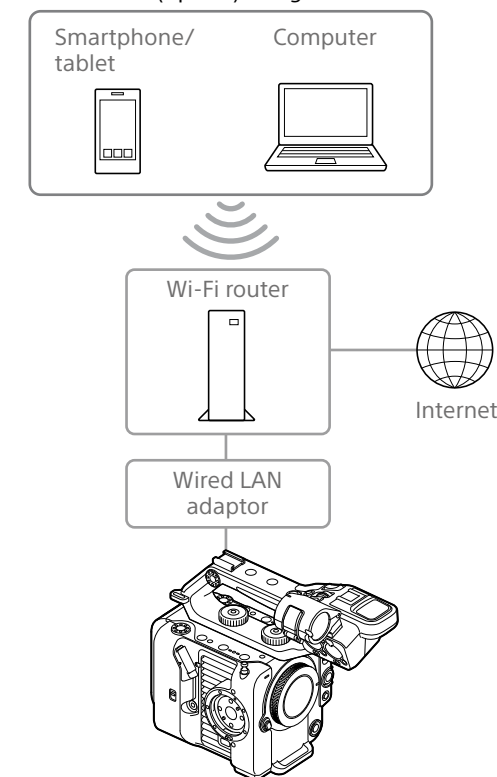 Smartphone/
tablet
Computer
Wi-Fi router
Internet
Wired LAN
adaptor